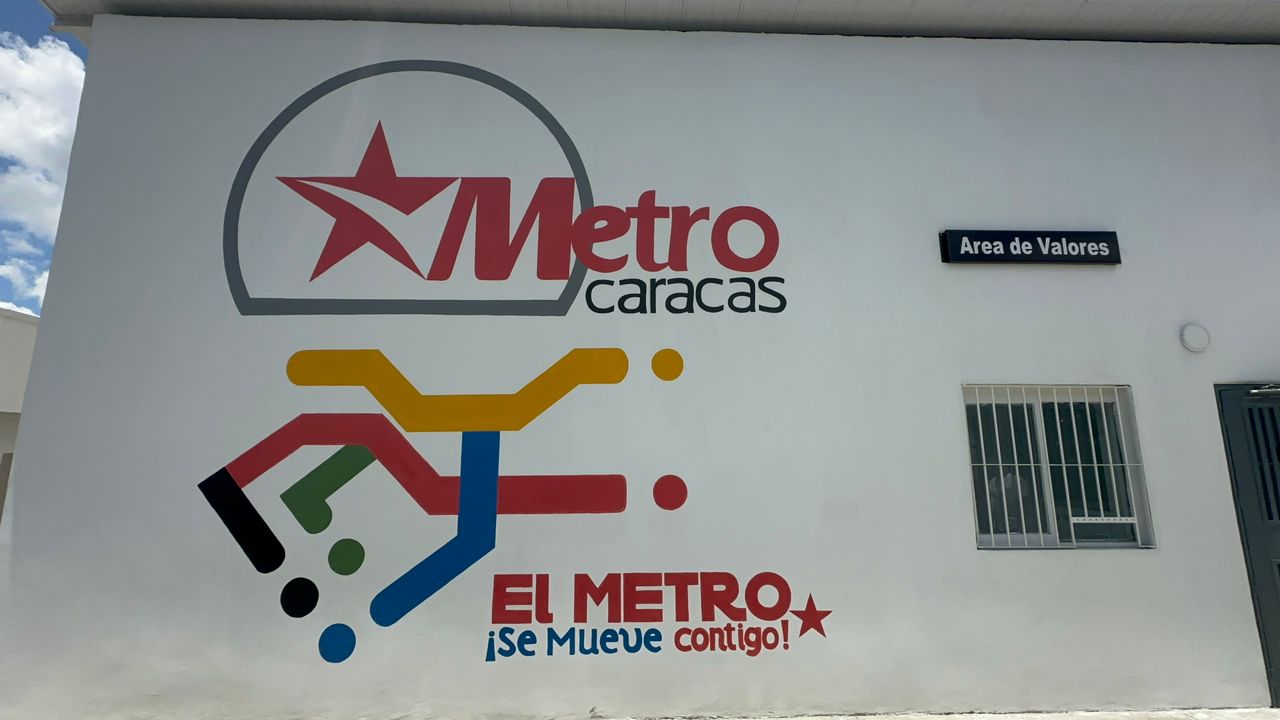 Metro
caracas
Area de Valores
El METRO
¡Se Mueve contigo!